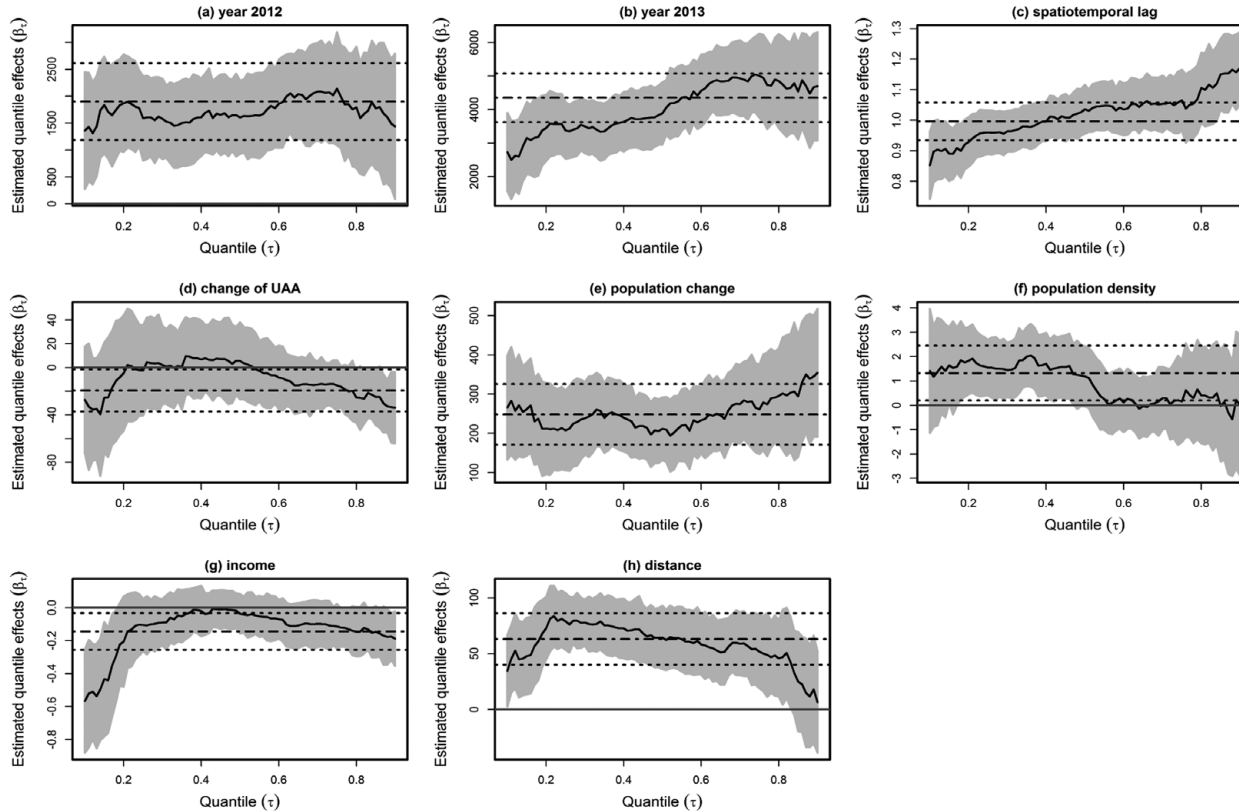 (a) year 2012
Estimated quantile effects (βτ)
2500
1500
500
0
0.2 0.4 0.6 0.8
Quantile (τ)
(b) year 2013
Estimated quantile effects (βτ)
6000
4000
2000
0.2 0.4 0.6 0.8
Quantile (τ)
(c) spatiotemporal lag
Estimated quantile effects (βτ)
1.3
1.2
1.1
1.0
0.9
0.8
0.2 0.4 0.6 0.8
Quantile (τ)
(d) change of UAA
Estimated quantile effects (βτ)
40
20
0
-40
-80
0.2 0.4 0.6 0.8
Quantile (τ)
(e) population change
Estimated quantile effects (βτ)
500
400
300
200
100
0.2 0.4 0.6 0.8
Quantile (τ)
(f) population density
Estimated quantile effects (βτ)
4
3
2
1
0
-1
-2
-3
0.2 0.4 0.6 0.8
Quantile (τ)
(g) income
Estimated quantile effects (βτ)
0.0
-0.2
-0.4
-0.6
-0.8
0.2 0.4 0.6 0.8
Quantile (τ)
(h) distance
Estimated quantile effects (βτ)
100
50
0
0.2 0.4 0.6 0.8
Quantile (τ)